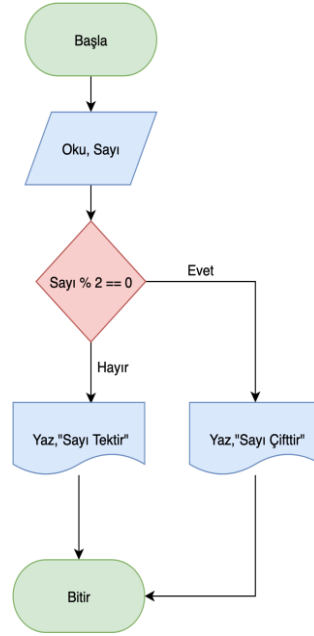 Başla
Oku, Sayı
Sayı % 2 == 0
Evet
Hayır
Yaz,"Sayı Tektir"
Yaz,"Sayı Çifttir"
Bitir